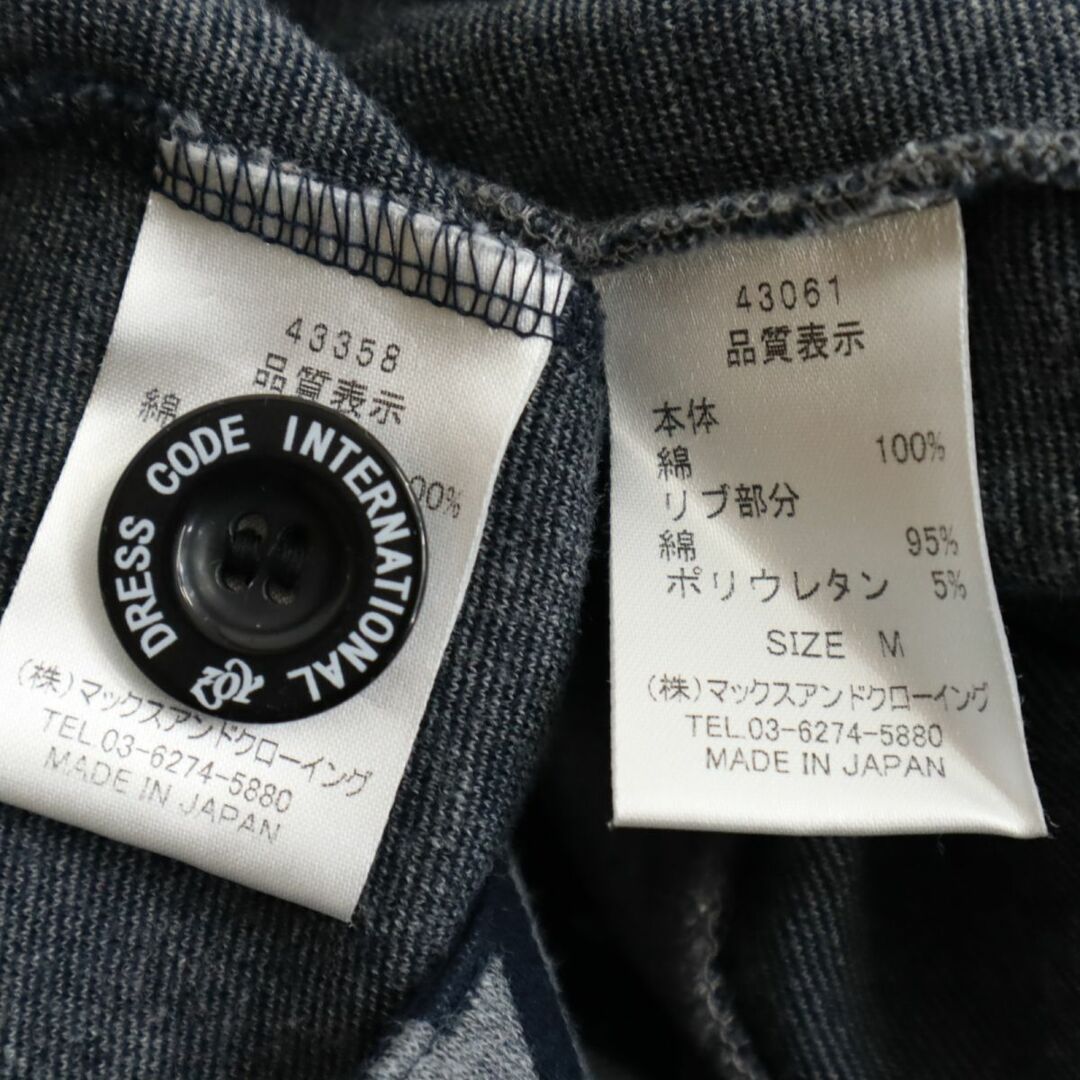 43358
品質表示
綿
00%
DRESS CODE INTERNATIONAL 702
(株)マックスアンドクローイング
TEL.03-6274-5880
MADE IN JAPAN
43061
品質表示
本体
綿 100%
リブ部分
綿 95%
ポリウレタン 5%
SIZE M
(株)マックスアンドクローイング
TEL.03-6274-5880
MADE IN JAPAN